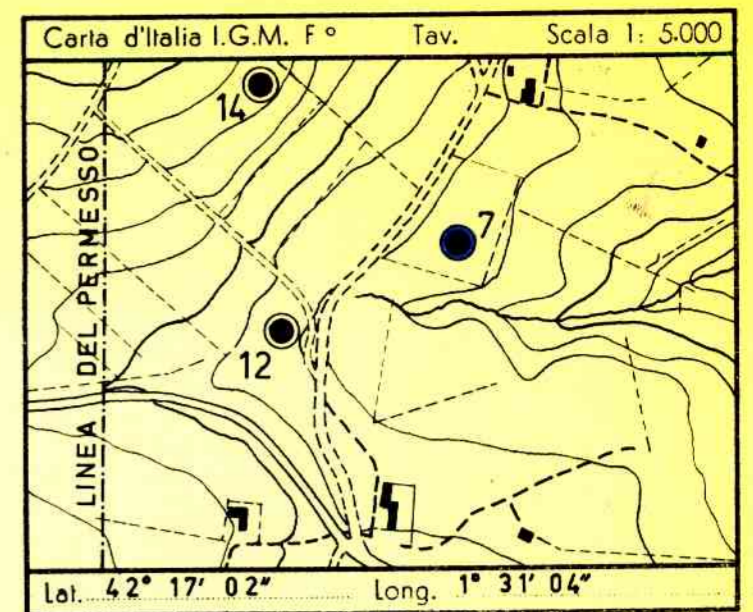 Carta d'Italia I.G.M. F° Tav. Scala 1: 5.000
14
7
12
LINEA DEL PERMESSO
Lat. 42° 17' 02" Long. 1° 31' 04"